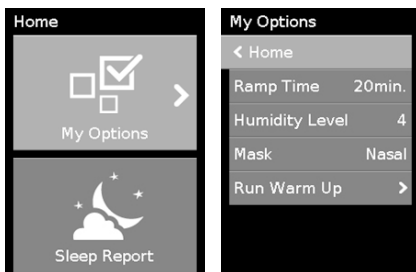 Home
My Options
Sleep Report
My Options
Home
Ramp Time 20min.
Humidity Level 4
Mask Nasal
Run Warm Up